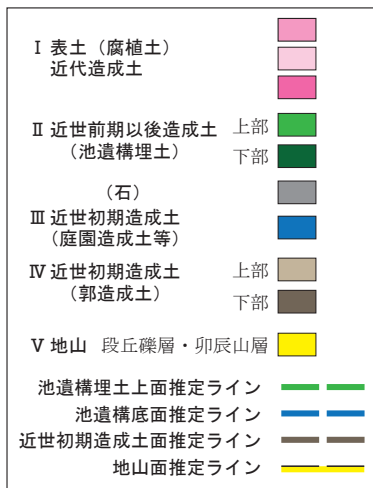 Ⅰ 表土（腐植土）
近代造成土
Ⅱ 近世前期以後造成土 上部
（池遺構埋土） 下部
（石）
Ⅲ 近世初期造成土
（庭園造成土等）
Ⅳ 近世初期造成土 上部
（郭造成土） 下部
Ⅴ 地山 段丘礫層・卯辰山層
池遺構埋土上面推定ライン
池遺構底面推定ライン
近世初期造成土面推定ライン
地山面推定ライン